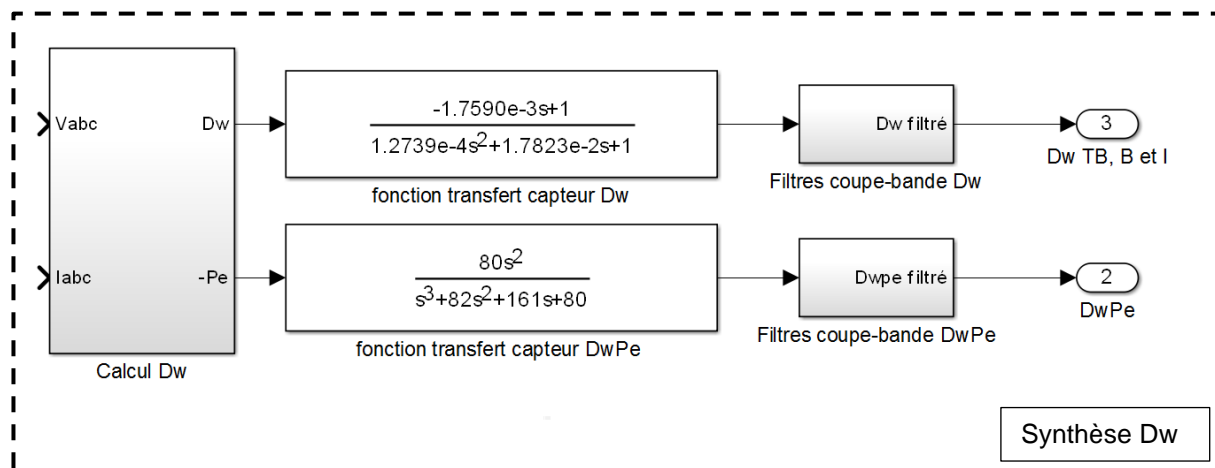 Vabc
Dw
Iabc
-Pe
Calcul Dw
-1.7590e-3s+1
1.2739e-4s²+1.7823e-2s+1
fonction transfert capteur Dw
80s²
s³+82s²+161s+80
fonction transfert capteur DwPe
Dw filtré
Filtres coupe-bande Dw
Dwpe filtré
Filtres coupe-bande DwPe
3
Dw TB, B et I
2
DwPe
Synthèse Dw